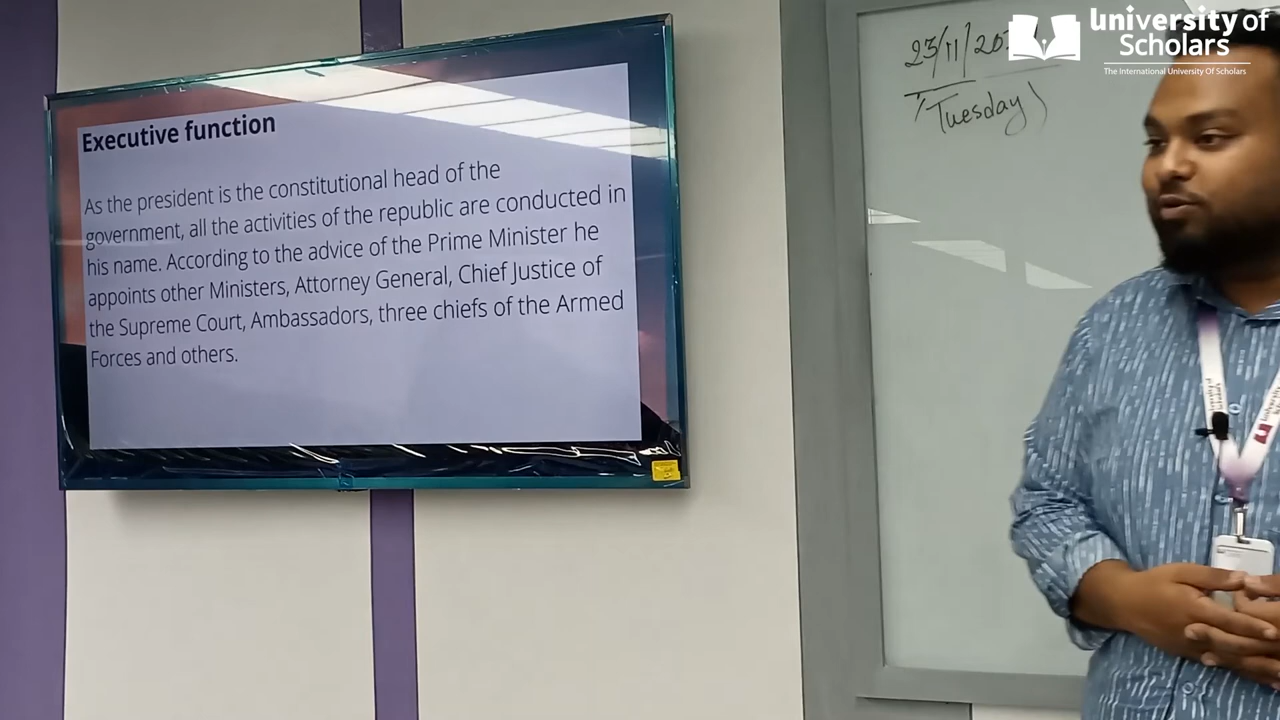 Executive function
As the president is the constitutional head of the
government, all the activities of the republic are conducted in
his name. According to the advice of the Prime Minister he
appoints other Ministers, Attorney General, Chief Justice of
the Supreme Court, Ambassadors, three chiefs of the Armed
Forces and others.
23/11/20
(Tuesday)
university of
Scholars
The International University Of Scholars